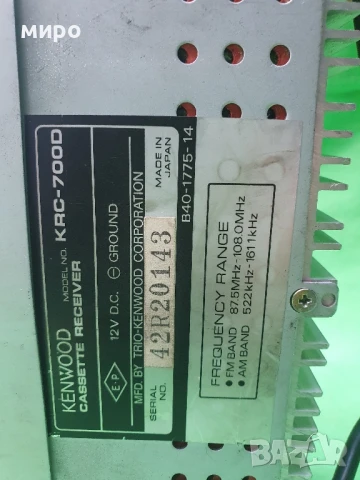 миро
KENWOOD MODEL NO. KRC-700D
CASSETTE RECEIVER
E-P 12V D.C. ⊖ GROUND
MFD. BY TRIO-KENWOOD CORPORATION MADE IN JAPAN
SERIAL NO. 42R20143
B40-1775-14
FREQUENCY RANGE
• FM BAND 87.5MHz-108.0MHz
• AM BAND 522kHz-1611kHz
BAZAR